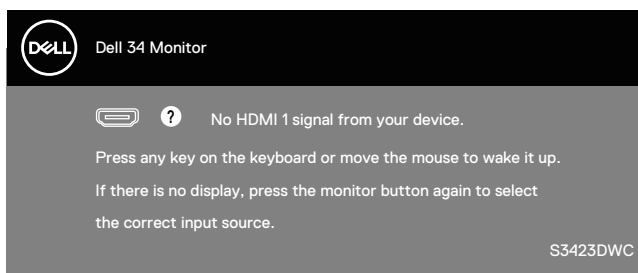 DELL
Dell 34 Monitor
? No HDMI 1 signal from your device.
Press any key on the keyboard or move the mouse to wake it up.
If there is no display, press the monitor button again to select
the correct input source.
S3423DWC